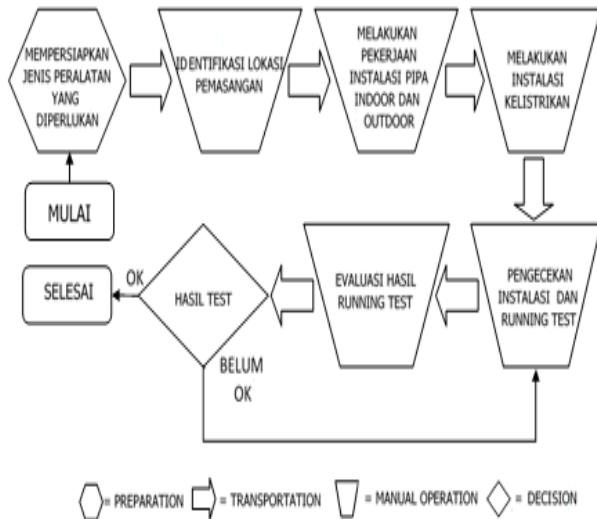 MEMPERSIAPKAN
JENIS PERALATAN
YANG
DIPERLUKAN
IDENTIFIKASI LOKASI
PEMASANGAN
MELAKUKAN
PEKERJAAN
INSTALASI PIPA
INDOOR DAN
OUTDOOR
MELAKUKAN
INSTALASI
KELISTRIKAN
MULAI
SELESAI
OK
HASIL TEST
EVALUASI HASIL
RUNNING TEST
PENGECEKAN
INSTALASI DAN
RUNNING TEST
BELUM
OK
= PREPARATION = TRANSPORTATION = MANUAL OPERATION = DECISION